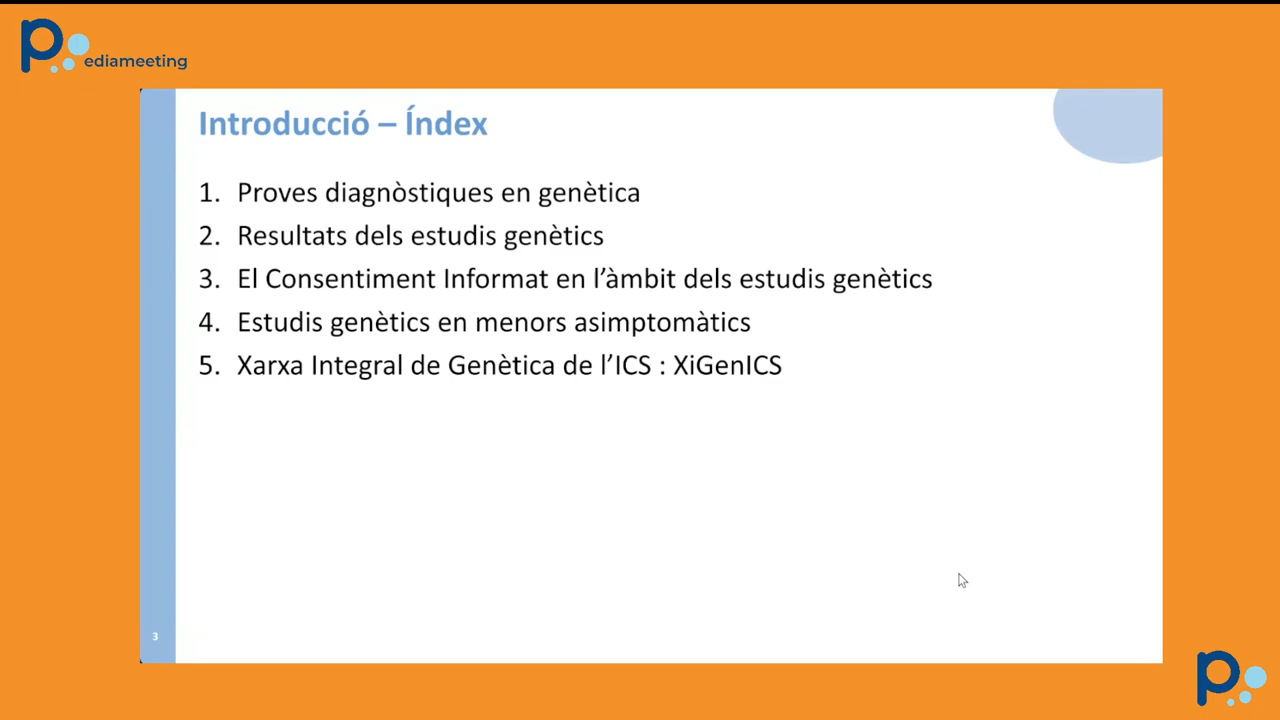 pediameeting
Introducció – Índex
1. Proves diagnòstiques en genètica
2. Resultats dels estudis genètics
3. El Consentiment Informat en l’àmbit dels estudis genètics
4. Estudis genètics en menors asimptomàtics
5. Xarxa Integral de Genètica de l’ICS : XiGenICS
3
p